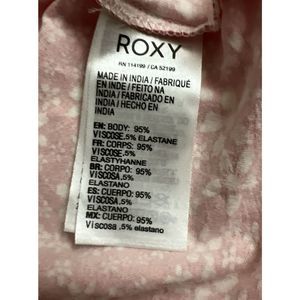 ROXY
RN 114199 / CA 52199
MADE IN INDIA / FABRIQUÉ
EN INDE / FEITO NA
ÍNDIA / FABRICADO EN
INDIA / HECHO EN
INDIA
EN: BODY: 95%
VISCOSE,5% ELASTANE
FR: CORPS: 95%
VISCOSE,5%
ELASTYHANNE
BR: CORPO: 95%
VISCOSA,5%
ELASTANO
ES: CUERPO: 95%
VISCOSA,5%
ELASTANO
MX: CUERPO: 95%
Viscosa ,5% elastano